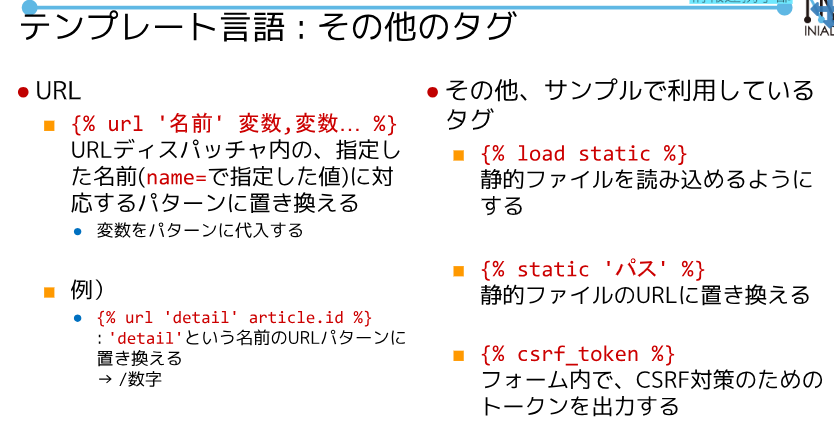 テンプレート言語：その他のタグ
INIAD
URL
{% url '名前' 変数,変数… %}
URLディスパッチャ内の、指定し
た名前(name=で指定した値)に対
応するパターンに置き換える
変数をパターンに代入する
例）
{% url 'detail' article.id %}
: 'detail'という名前のURLパターンに
置き換える
→ /数字
その他、サンプルで利用している
タグ
{% load static %}
静的ファイルを読み込めるように
する
{% static 'パス' %}
静的ファイルのURLに置き換える
{% csrf_token %}
フォーム内で、CSRF対策のための
トークンを出力する